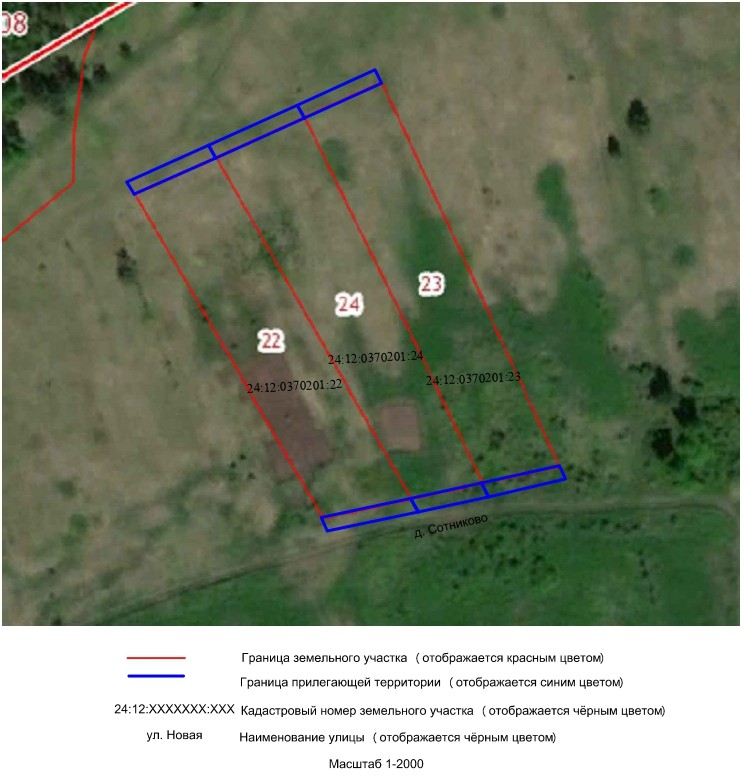 08
23
24
22
24:12:0370201:24
24:12:0370201:23
24:12:0370201:22
д. Сотниково
Граница земельного участка ( отображается красным цветом)
Граница прилегающей территории ( отображается синим цветом)
24:12:XXXXXXX:XXX Кадастровый номер земельного участка ( отображается чёрным цветом)
ул. Новая Наименование улицы ( отображается чёрным цветом)
Масштаб 1-2000